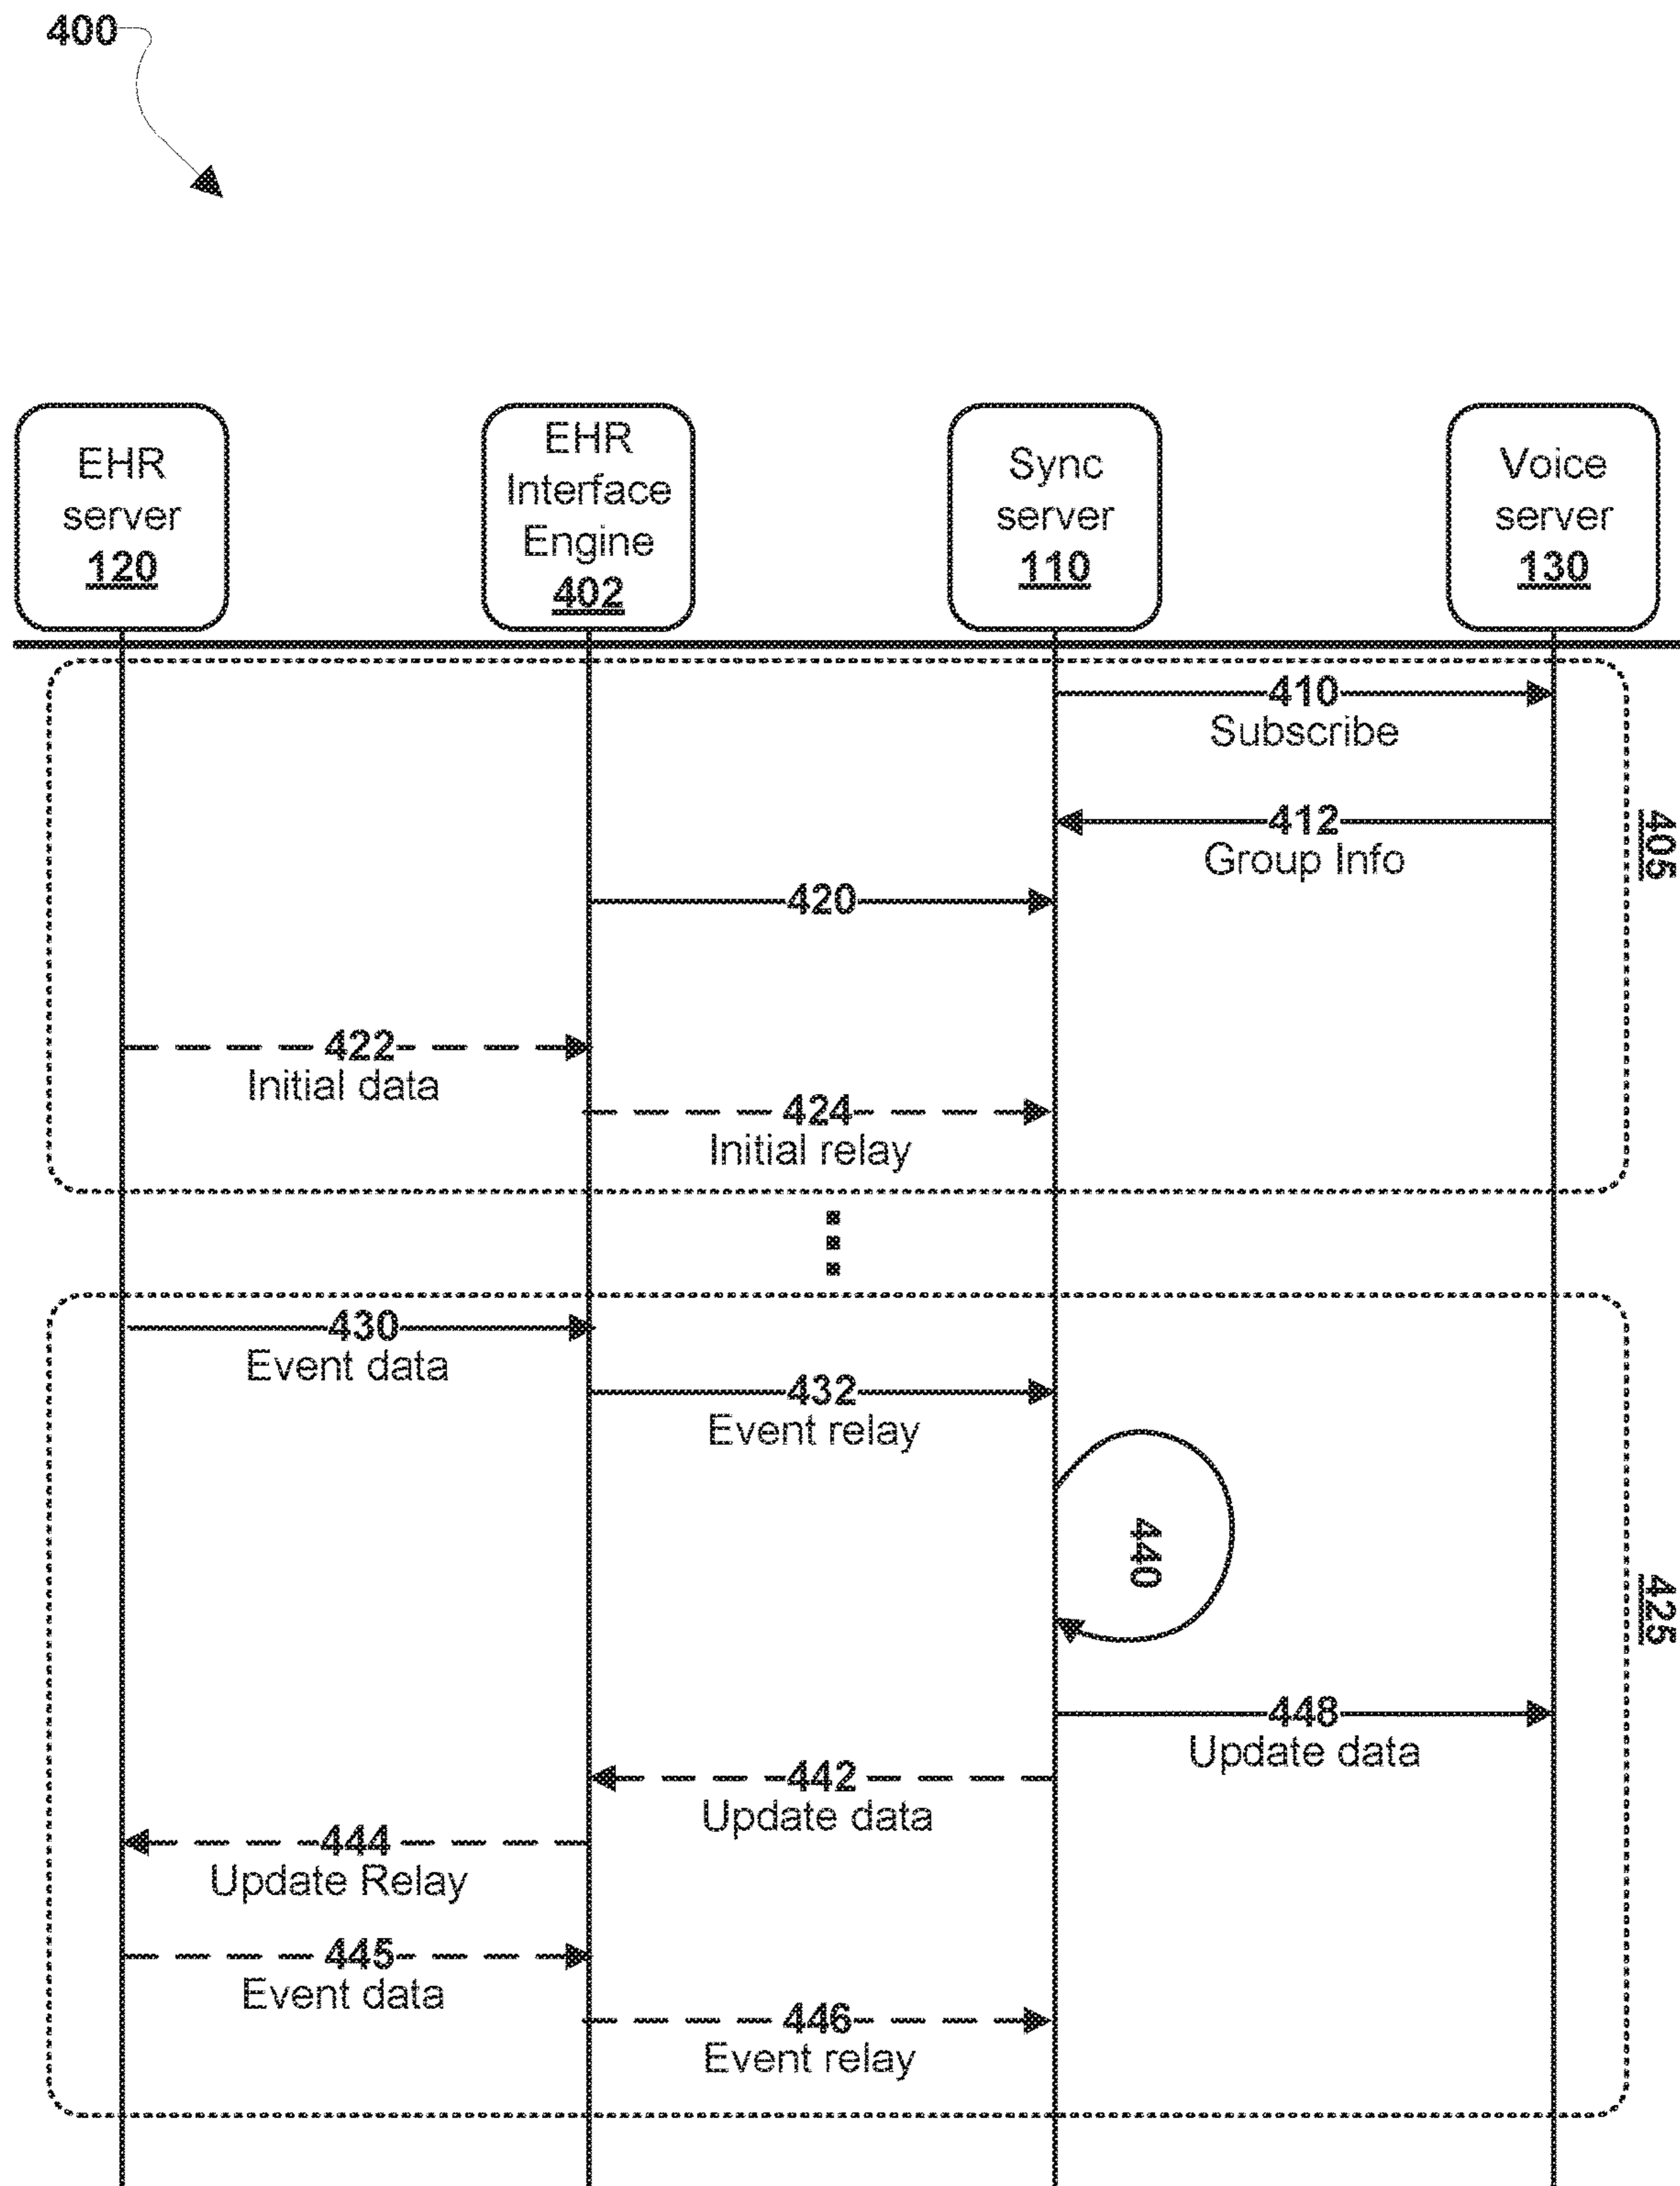 400
EHR
server
120
EHR
Interface
Engine
402
Sync
server
110
Voice
server
130
410
Subscribe
405
412
Group Info
420
422
Initial data
424
Initial relay
430
Event data
432
Event relay
440
425
448
Update data
442
Update data
444
Update Relay
445
Event data
446
Event relay